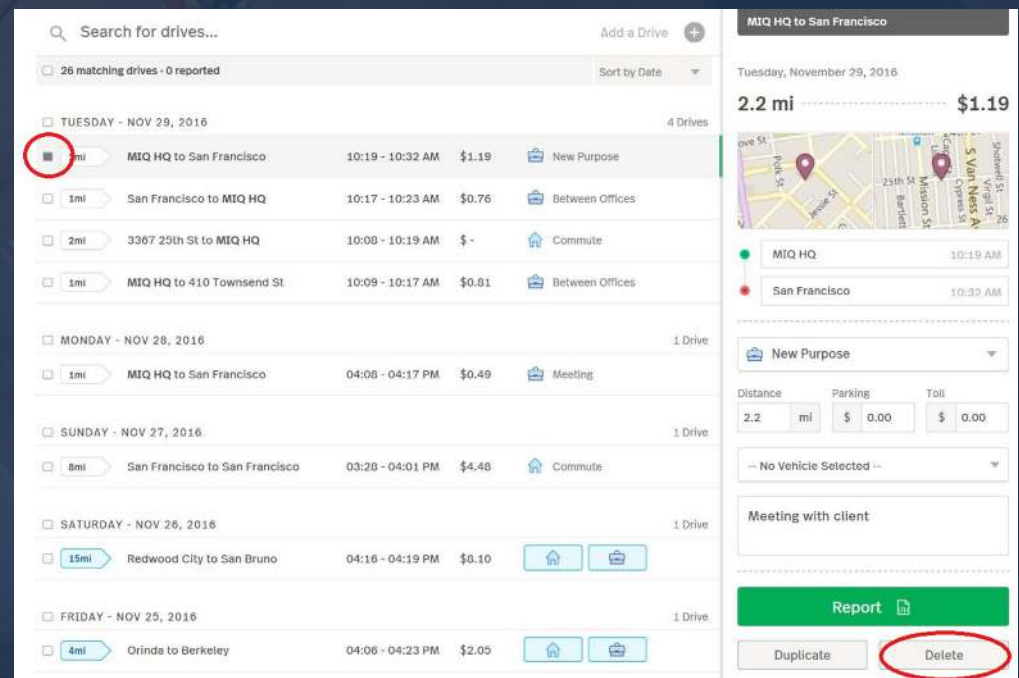 Search for drives...
Add a Drive
26 matching drives - 0 reported
Sort by Date
TUESDAY - NOV 29, 2016
4 Drives
MIQ HQ to San Francisco 10:19 - 10:32 AM $1.19 New Purpose
1mi San Francisco to MIQ HQ 10:17 - 10:23 AM $0.76 Between Offices
2mi 3367 25th St to MIQ HQ 10:08 - 10:19 AM $ - Commute
1mi MIQ HQ to 410 Townsend St 10:09 - 10:17 AM $0.81 Between Offices
MONDAY - NOV 28, 2016
1 Drive
1mi MIQ HQ to San Francisco 04:08 - 04:17 PM $0.49 Meeting
SUNDAY - NOV 27, 2016
1 Drive
8mi San Francisco to San Francisco 03:28 - 04:01 PM $4.48 Commute
SATURDAY - NOV 26, 2016
1 Drive
15mi Redwood City to San Bruno 04:16 - 04:19 PM $8.10
FRIDAY - NOV 25, 2016
1 Drive
4mi Orinda to Berkeley 04:06 - 04:23 PM $2.05
MIQ HQ to San Francisco
Tuesday, November 29, 2016
2.2 mi $1.19
Polk St
Jessie St
25th St
Mission St
Bartlett
S Van Ness A
Cypress St
Virgil St
Shotwell St
26
MIQ HQ 10:19 AM
San Francisco 10:32 AM
New Purpose
Distance Parking Toll
2.2 mi $ 0.00 $ 0.00
-- No Vehicle Selected --
Meeting with client
Report
Duplicate
Delete